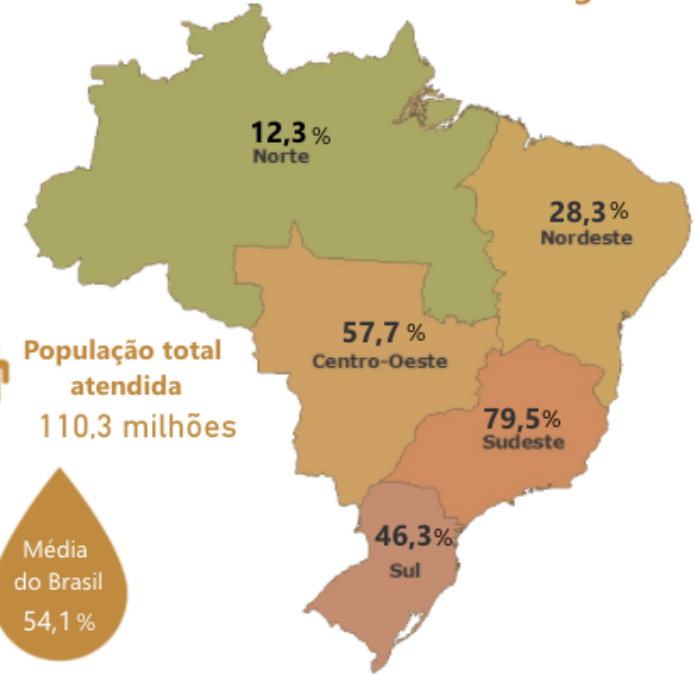 12,3 %
Norte
28,3 %
Nordeste
57,7 %
Centro-Oeste
79,5%
Sudeste
46,3%
Sul
População total
atendida
110,3 milhões
Média
do Brasil
54,1 %